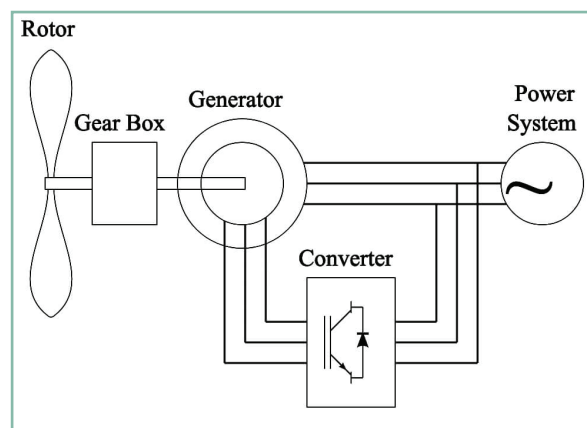 Rotor
Gear Box
Generator
Power
System
Converter